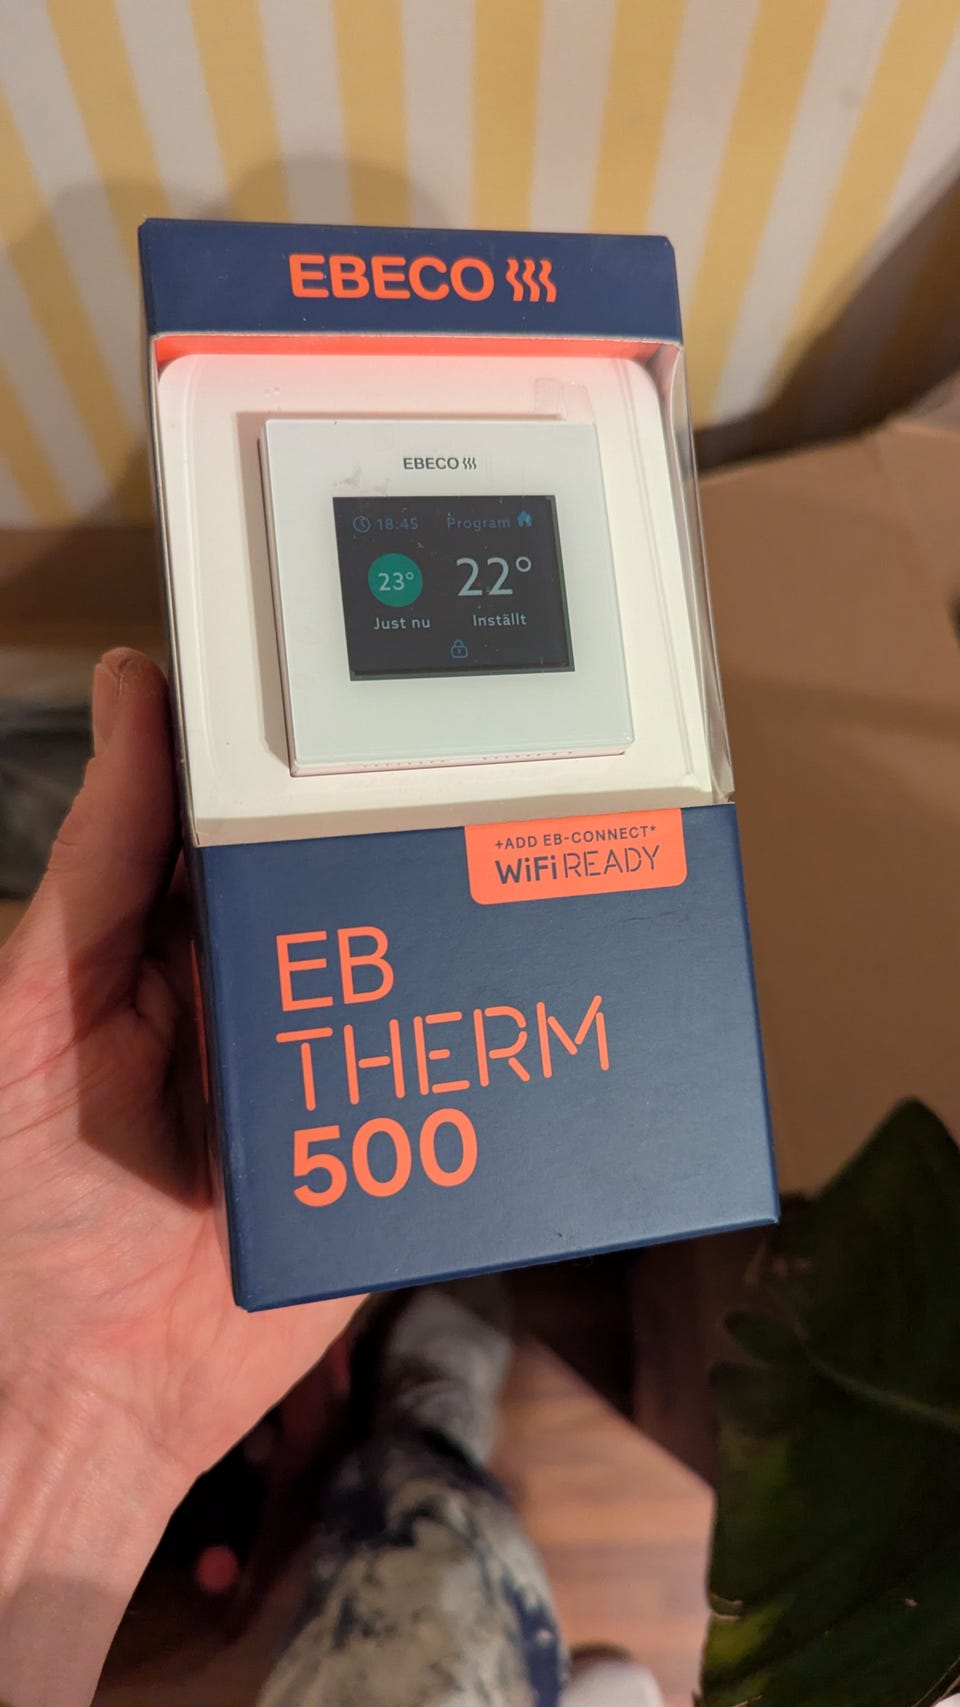 EBECO
EBECO
18:45 Program
23° 22°
Just nu Inställt
+ADD EB-CONNECT*
WiFi READY
EB
THERM
500